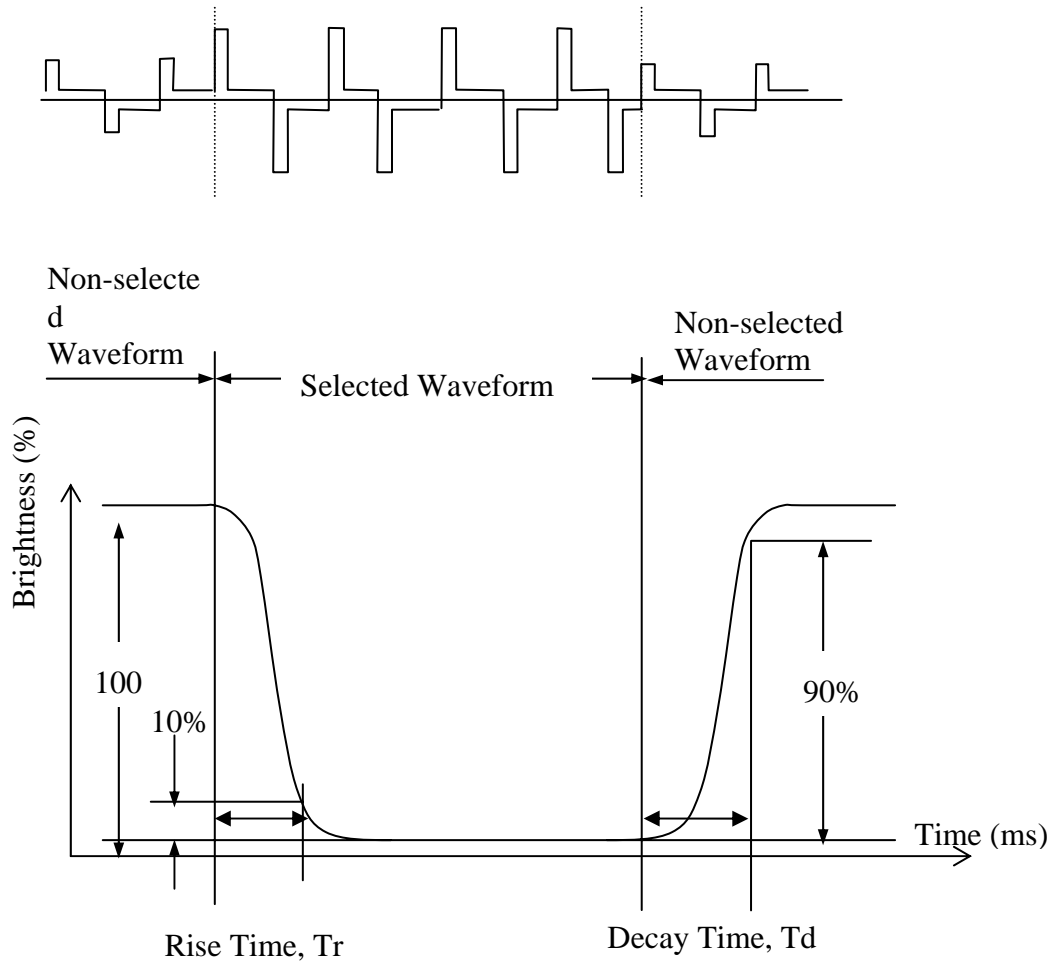 Non-selecte
d
Waveform
Non-selected
Waveform
Selected Waveform
Brightness (%)
100
10%
90%
Time (ms)
Rise Time, Tr
Decay Time, Td